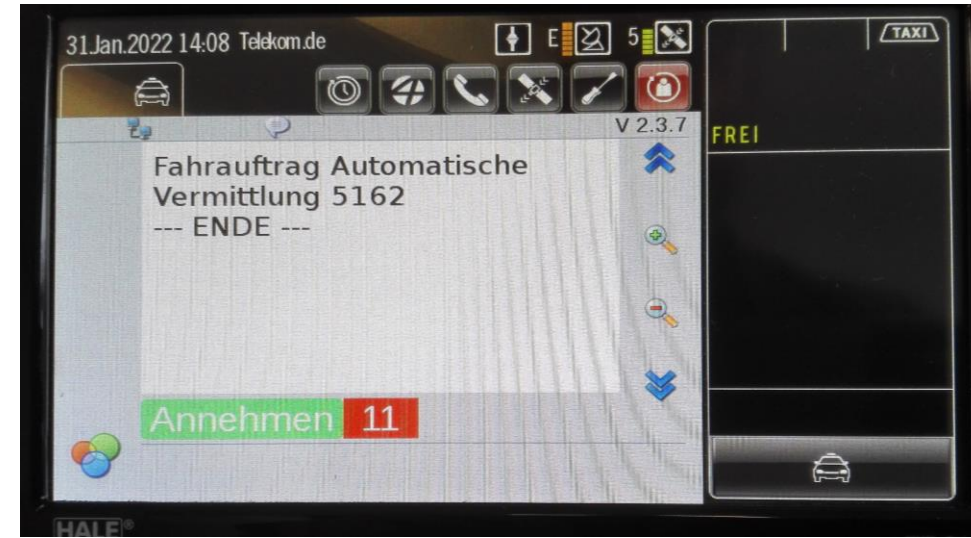 31.Jan.2022 14:08 Telekom.de
E 5
TAXI
V 2.3.7
FREI
Fahrauftrag Automatische
Vermittlung 5162
--- ENDE ---
Annehmen 11
HALE®